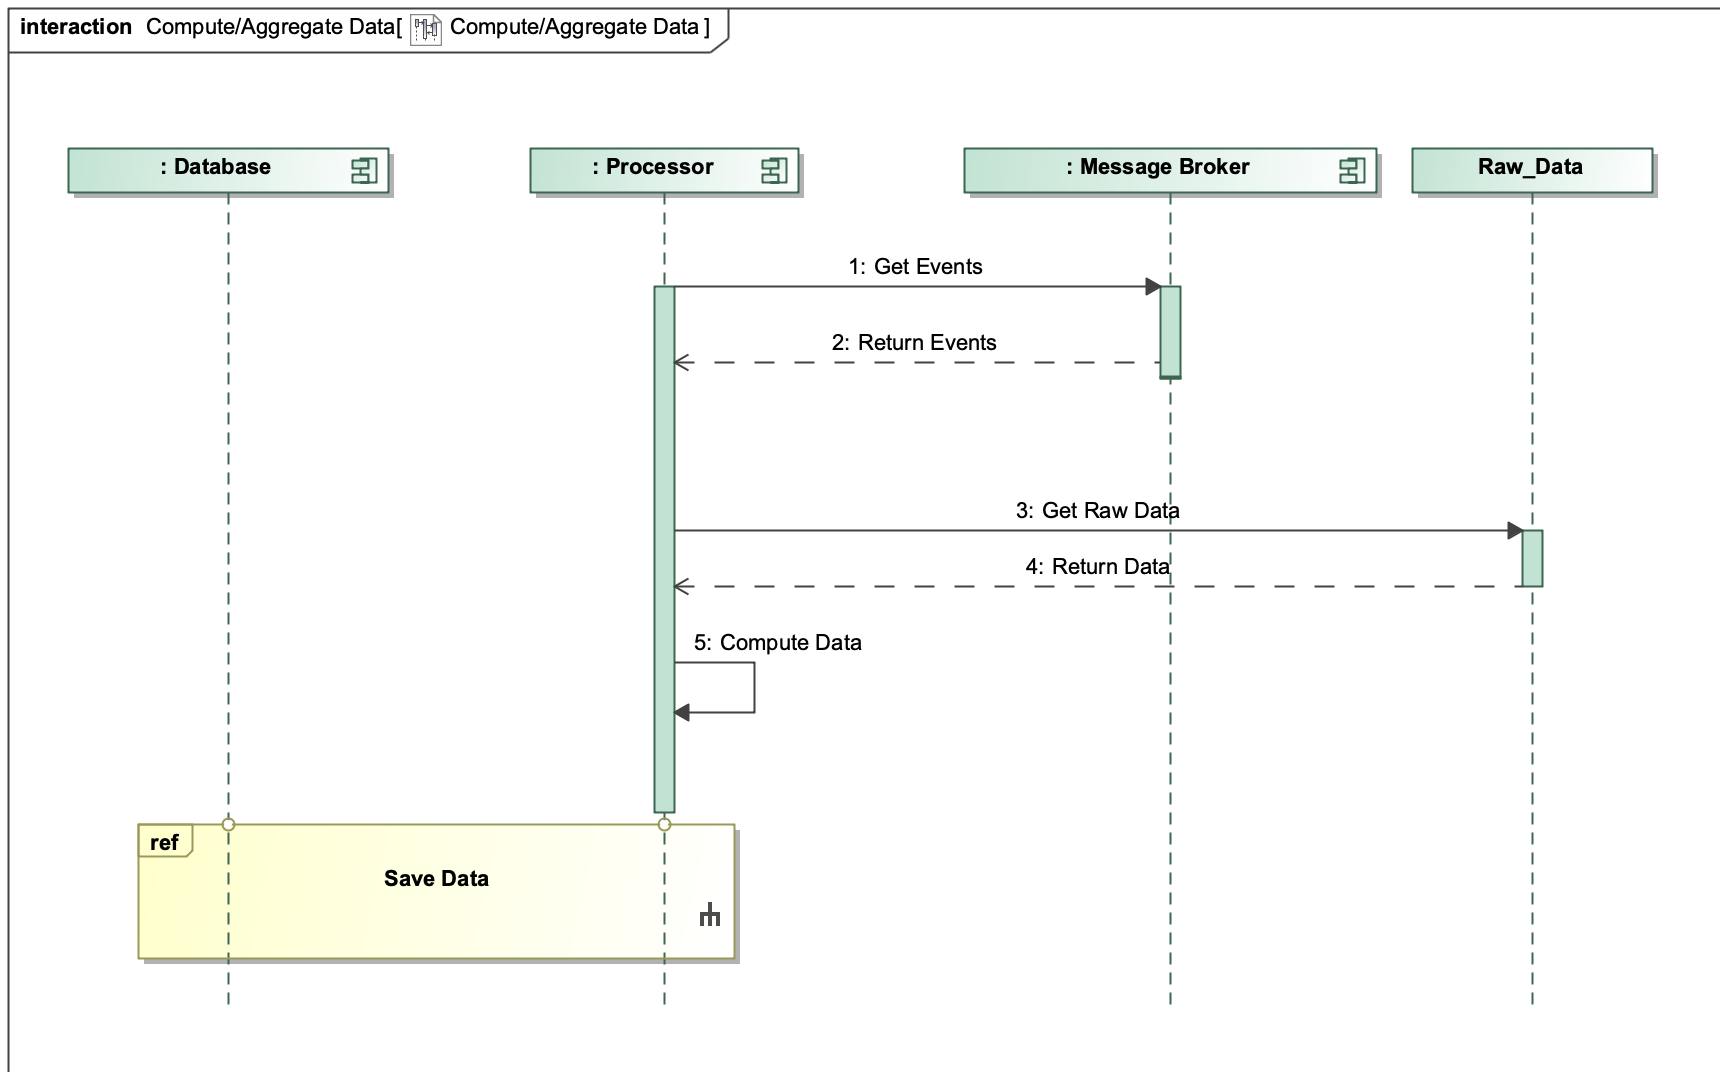 interaction Compute/Aggregate Data[ Compute/Aggregate Data ]
: Database
: Processor
: Message Broker
Raw_Data
1: Get Events
2: Return Events
3: Get Raw Data
4: Return Data
5: Compute Data
ref
Save Data